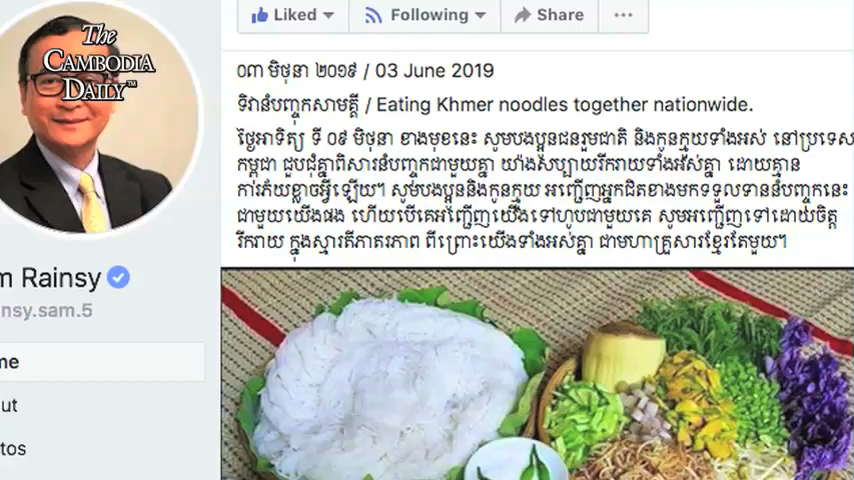 The
CAMBODIA
DAILY™
Liked
Following
Share
០៣ មិថុនា ២០១៩ / 03 June 2019
ទិវានំបញ្ចុកសាមគ្គី / Eating Khmer noodles together nationwide.
ថ្ងៃអាទិត្យ ទី ០៩ មិថុនា ខាងមុខនេះ សូមបងប្អូនជនរួមជាតិ និងកូនក្មួយទាំងអស់ នៅប្រទេស
កម្ពុជា ជួបជុំគ្នាពិសារនំបញ្ចុកជាមួយគ្នា យ៉ាងសប្បាយរីករាយទាំងអស់គ្នា ដោយគ្មាន
ការភ័យខ្លាចអ្វីឡើយ។ សូមបងប្អូននិងកូនក្មួយ អញ្ជើញអ្នកជិតខាងមកទទួលទាននំបញ្ចុកនេះ
ជាមួយយើងផង ហើយបើគេអញ្ជើញយើងទៅហូបជាមួយគេ សូមអញ្ជើញទៅដោយចិត្ត
រីករាយ ក្នុងស្មារតីភាតរភាព ពីព្រោះយើងទាំងអស់គ្នា ជាមហាគ្រួសារខ្មែរតែមួយ។
m Rainsy
nsy.sam.5
me
ut
tos